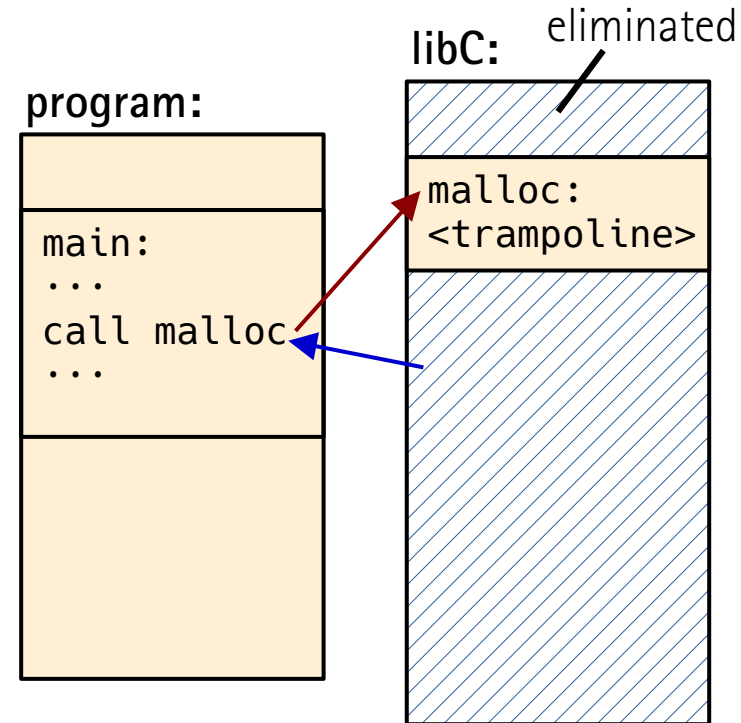 program:
main:
...
call malloc
...
libC:
eliminated
malloc:
<trampoline>